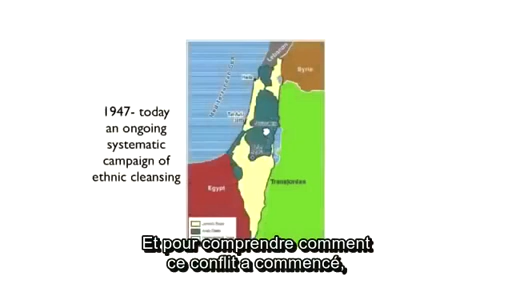 1947- today
an ongoing
systematic
campaign of
ethnic cleansing
Lebanon
Syria
Transjordan
Egypt
Et pour comprendre comment
ce conflit a commencé,